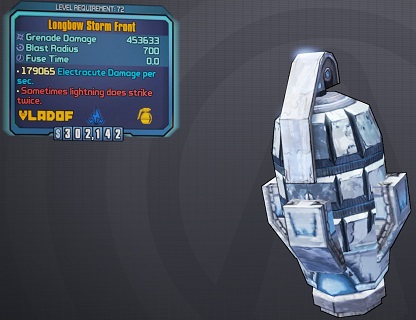 LEVEL REQUIREMENT: 72
Longbow Storm Front
Grenade Damage 453633
Blast Radius 700
Fuse Time 0.0
• 179065 Electrocute Damage per
sec.
• Sometimes lightning does strike
twice.
VLADOF
$302,142